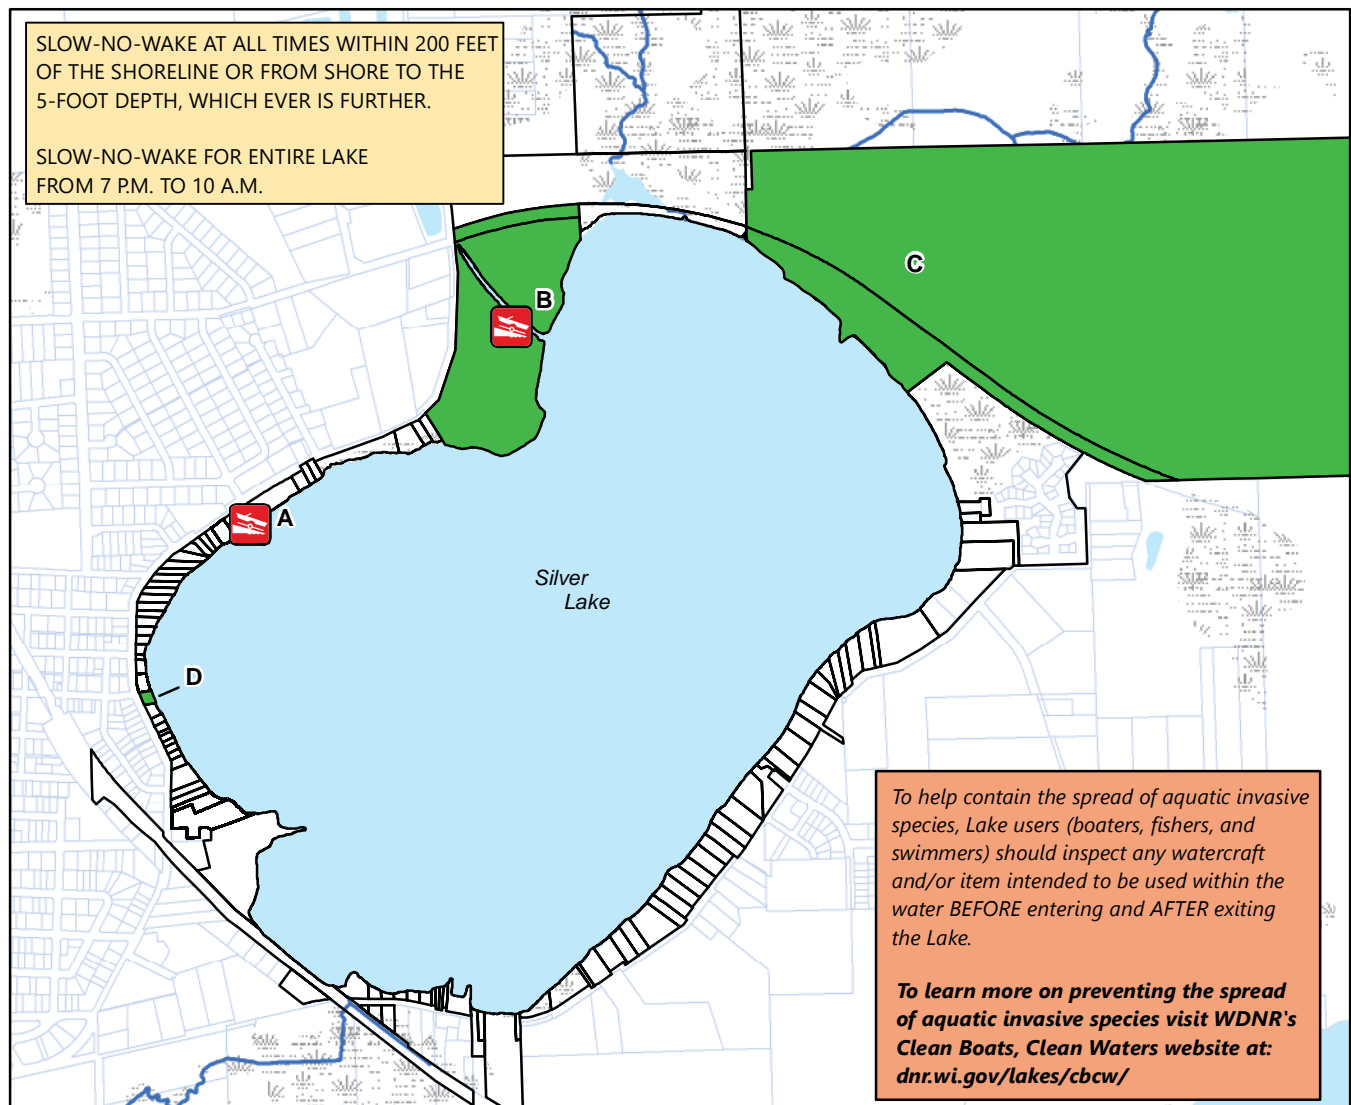 SLOW-NO-WAKE AT ALL TIMES WITHIN 200 FEET
OF THE SHORELINE OR FROM SHORE TO THE
5-FOOT DEPTH, WHICH EVER IS FURTHER.
SLOW-NO-WAKE FOR ENTIRE LAKE
FROM 7 P.M. TO 10 A.M.
C
B
A
Silver
Lake
D
To help contain the spread of aquatic invasive
species, Lake users (boaters, fishers, and
swimmers) should inspect any watercraft
and/or item intended to be used within the
water BEFORE entering and AFTER exiting
the Lake.
To learn more on preventing the spread
of aquatic invasive species visit WDNR's
Clean Boats, Clean Waters website at:
dnr.wi.gov/lakes/cbcw/